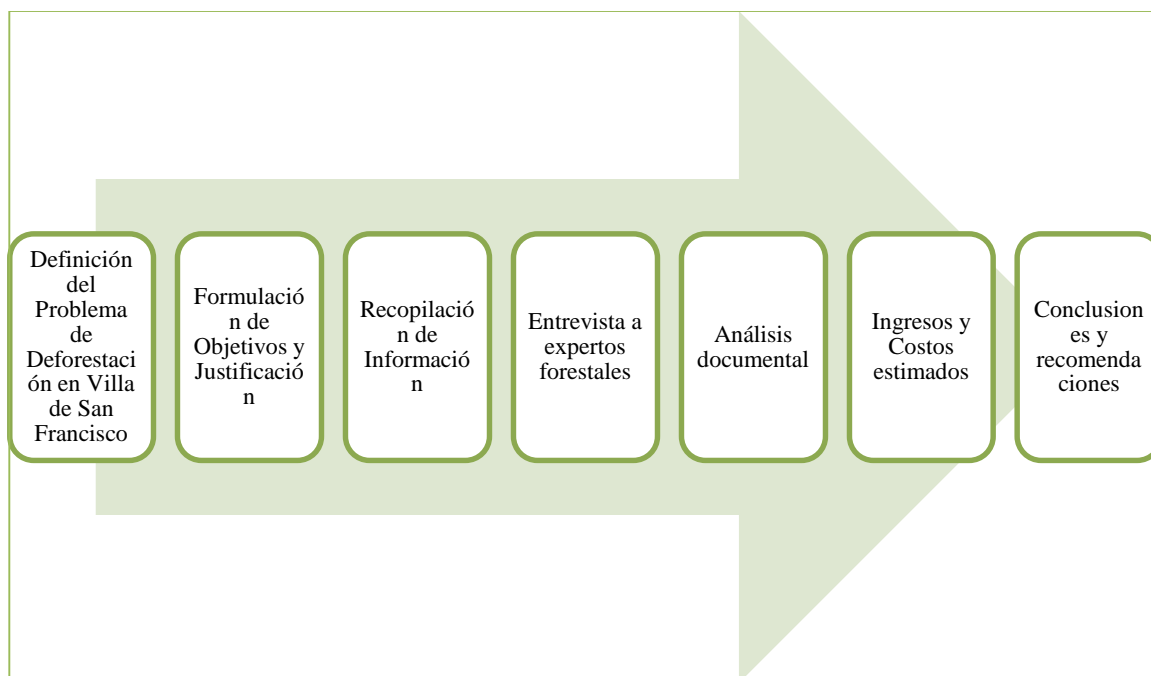 Definición
del
Problema
de
Deforestaci
ón en Villa
de San
Francisco
Formulació
n de
Objetivos y
Justificació
n
Recopilació
n de
Informació
n
Entrevista a
expertos
forestales
Análisis
documental
Ingresos y
Costos
estimados
Conclusion
es y
recomenda
ciones